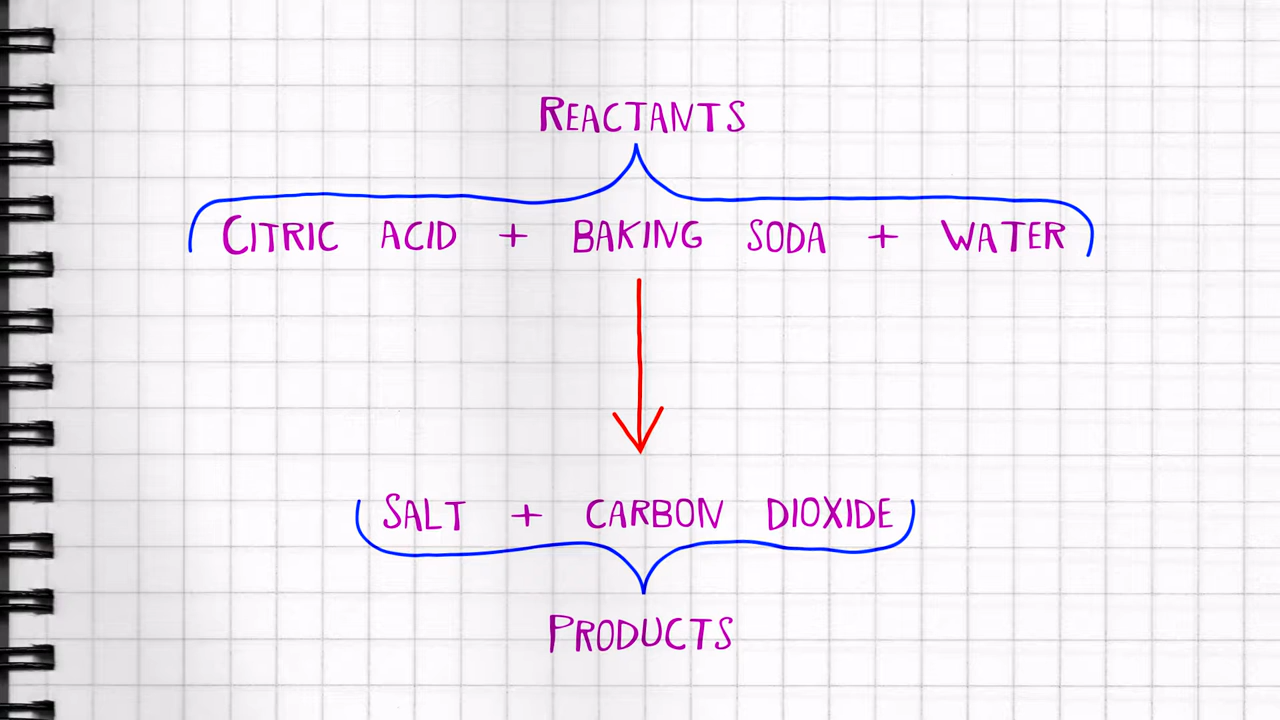 REACTANTS
CITRIC ACID + BAKING SODA + WATER
SALT + CARBON DIOXIDE
PRODUCTS